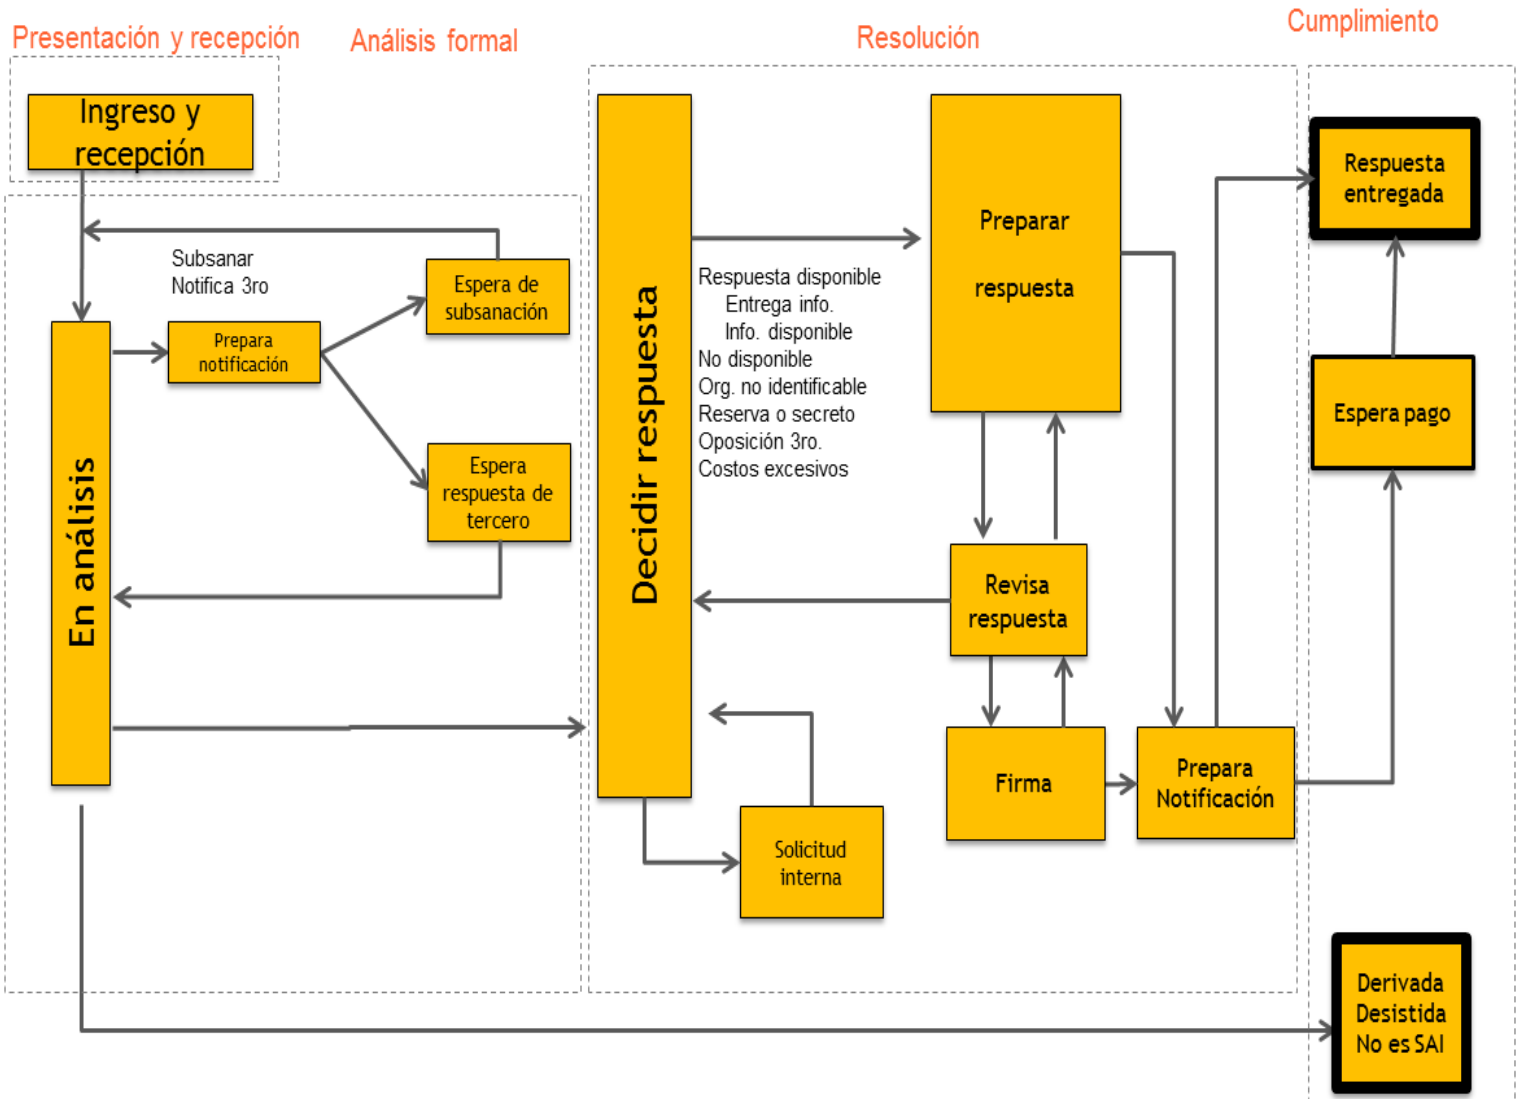 Presentación y recepción
Análisis formal
Resolución
Cumplimiento
Ingreso y
recepción
Subsanar
Notifica 3ro
Espera de
subsanación
Prepara
notificación
Espera
respuesta de
tercero
En análisis
Decidir respuesta
Respuesta disponible
Entrega info.
Info. disponible
No disponible
Org. no identificable
Reserva o secreto
Oposición 3ro.
Costos excesivos
Preparar
respuesta
Revisa
respuesta
Firma
Prepara
Notificación
Solicitud
interna
Respuesta
entregada
Espera pago
Derivada
Desistida
No es SAI